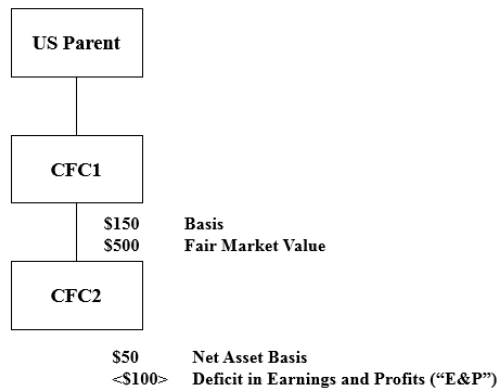 US Parent
CFC1
$150 Basis
$500 Fair Market Value
CFC2
$50 Net Asset Basis
<$100> Deficit in Earnings and Profits (“E&P”)